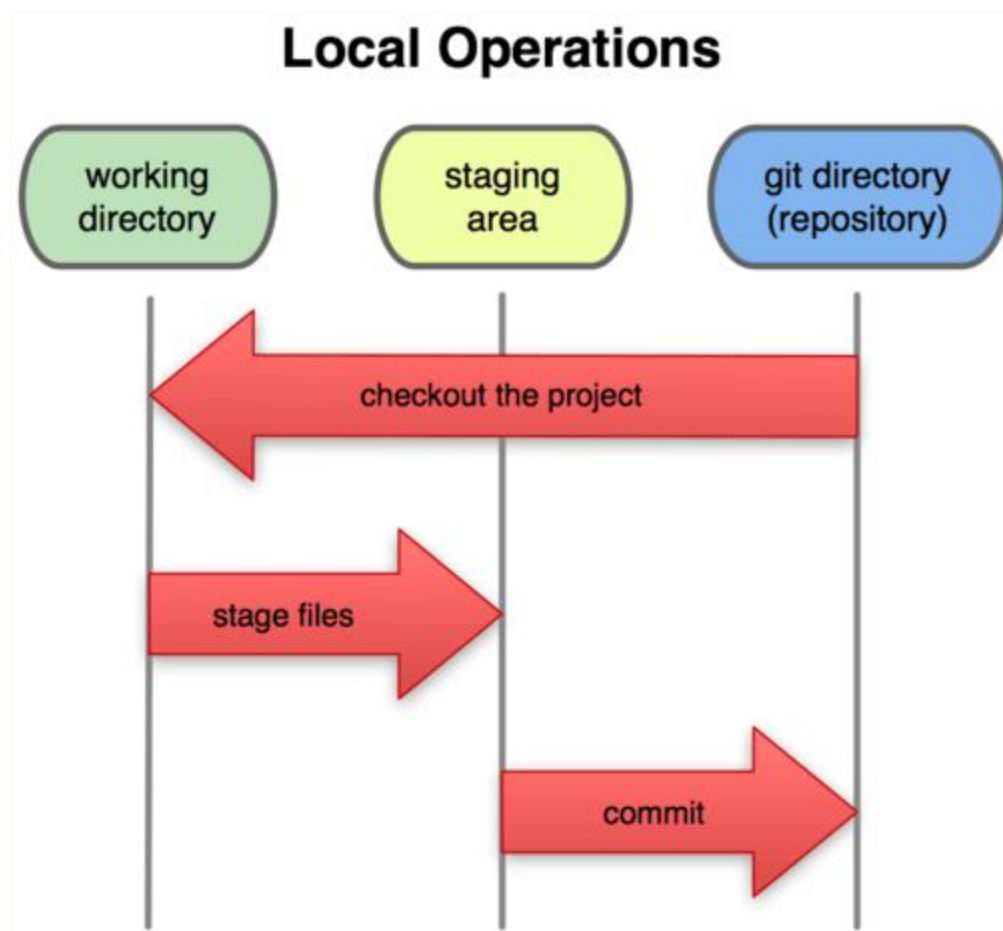 Local Operations
working
directory
staging
area
git directory
(repository)
checkout the project
stage files
commit